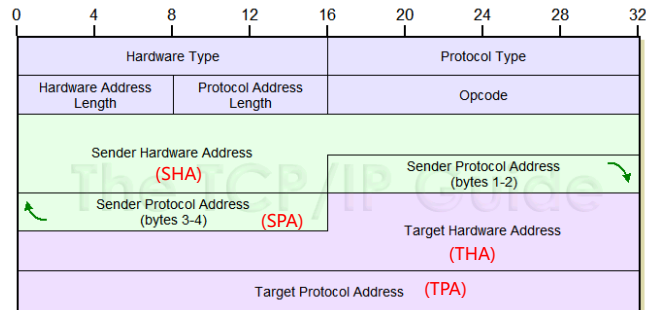 0 4 8 12 16 20 24 28 32
Hardware Type
Protocol Type
Hardware Address
Length
Protocol Address
Length
Opcode
Sender Hardware Address
(SHA)
Sender Protocol Address
(bytes 1-2)
The TCP/IP Guide
Sender Protocol Address
(bytes 3-4)
(SPA)
Target Hardware Address
(THA)
Target Protocol Address (TPA)